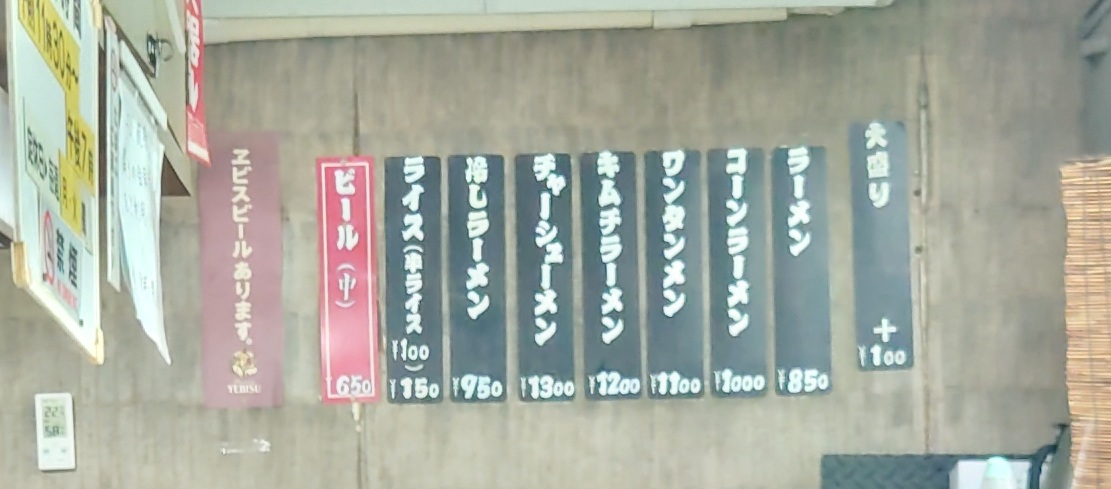 大盛り
+
¥100
ラーメン
¥850
コーンラーメン
¥1000
ワンタンメン
¥1100
キムチラーメン
¥1200
チャーシューメン
¥1300
冷しラーメン
¥950
ライス(半ライス
¥100
)
¥150
ビール(中)
¥650
ヱビスビールあります。
YEBISU